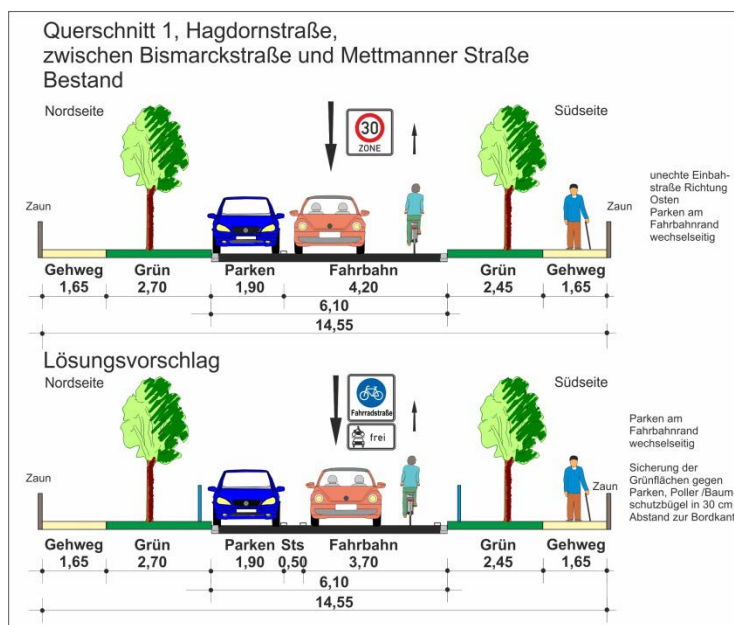 Querschnitt 1, Hagdornstraße,
zwischen Bismarckstraße und Mettmanner Straße
Bestand
Nordseite
Südseite
30
ZONE
unechte Einbah-
straße Richtung
Osten
Parken am
Fahrbahnrand
wechselseitig
Zaun
Zaun
Gehweg Grün Parken Fahrbahn Grün Gehweg
1,65 2,70 1,90 4,20 2,45 1,65
6,10
14,55
Lösungsvorschlag
Nordseite
Südseite
Fahrradstraße
frei
Parken am
Fahrbahnrand
wechselseitig
Zaun
Zaun
Sicherung der
Grünflächen gegen
Parken, Poller /Baum-
schutzbügel in 30 cm
Abstand zur Bordkant
Gehweg Grün Parken Sts Fahrbahn Grün Gehweg
1,65 2,70 1,90 0,50 3,70 2,45 1,65
6,10
14,55